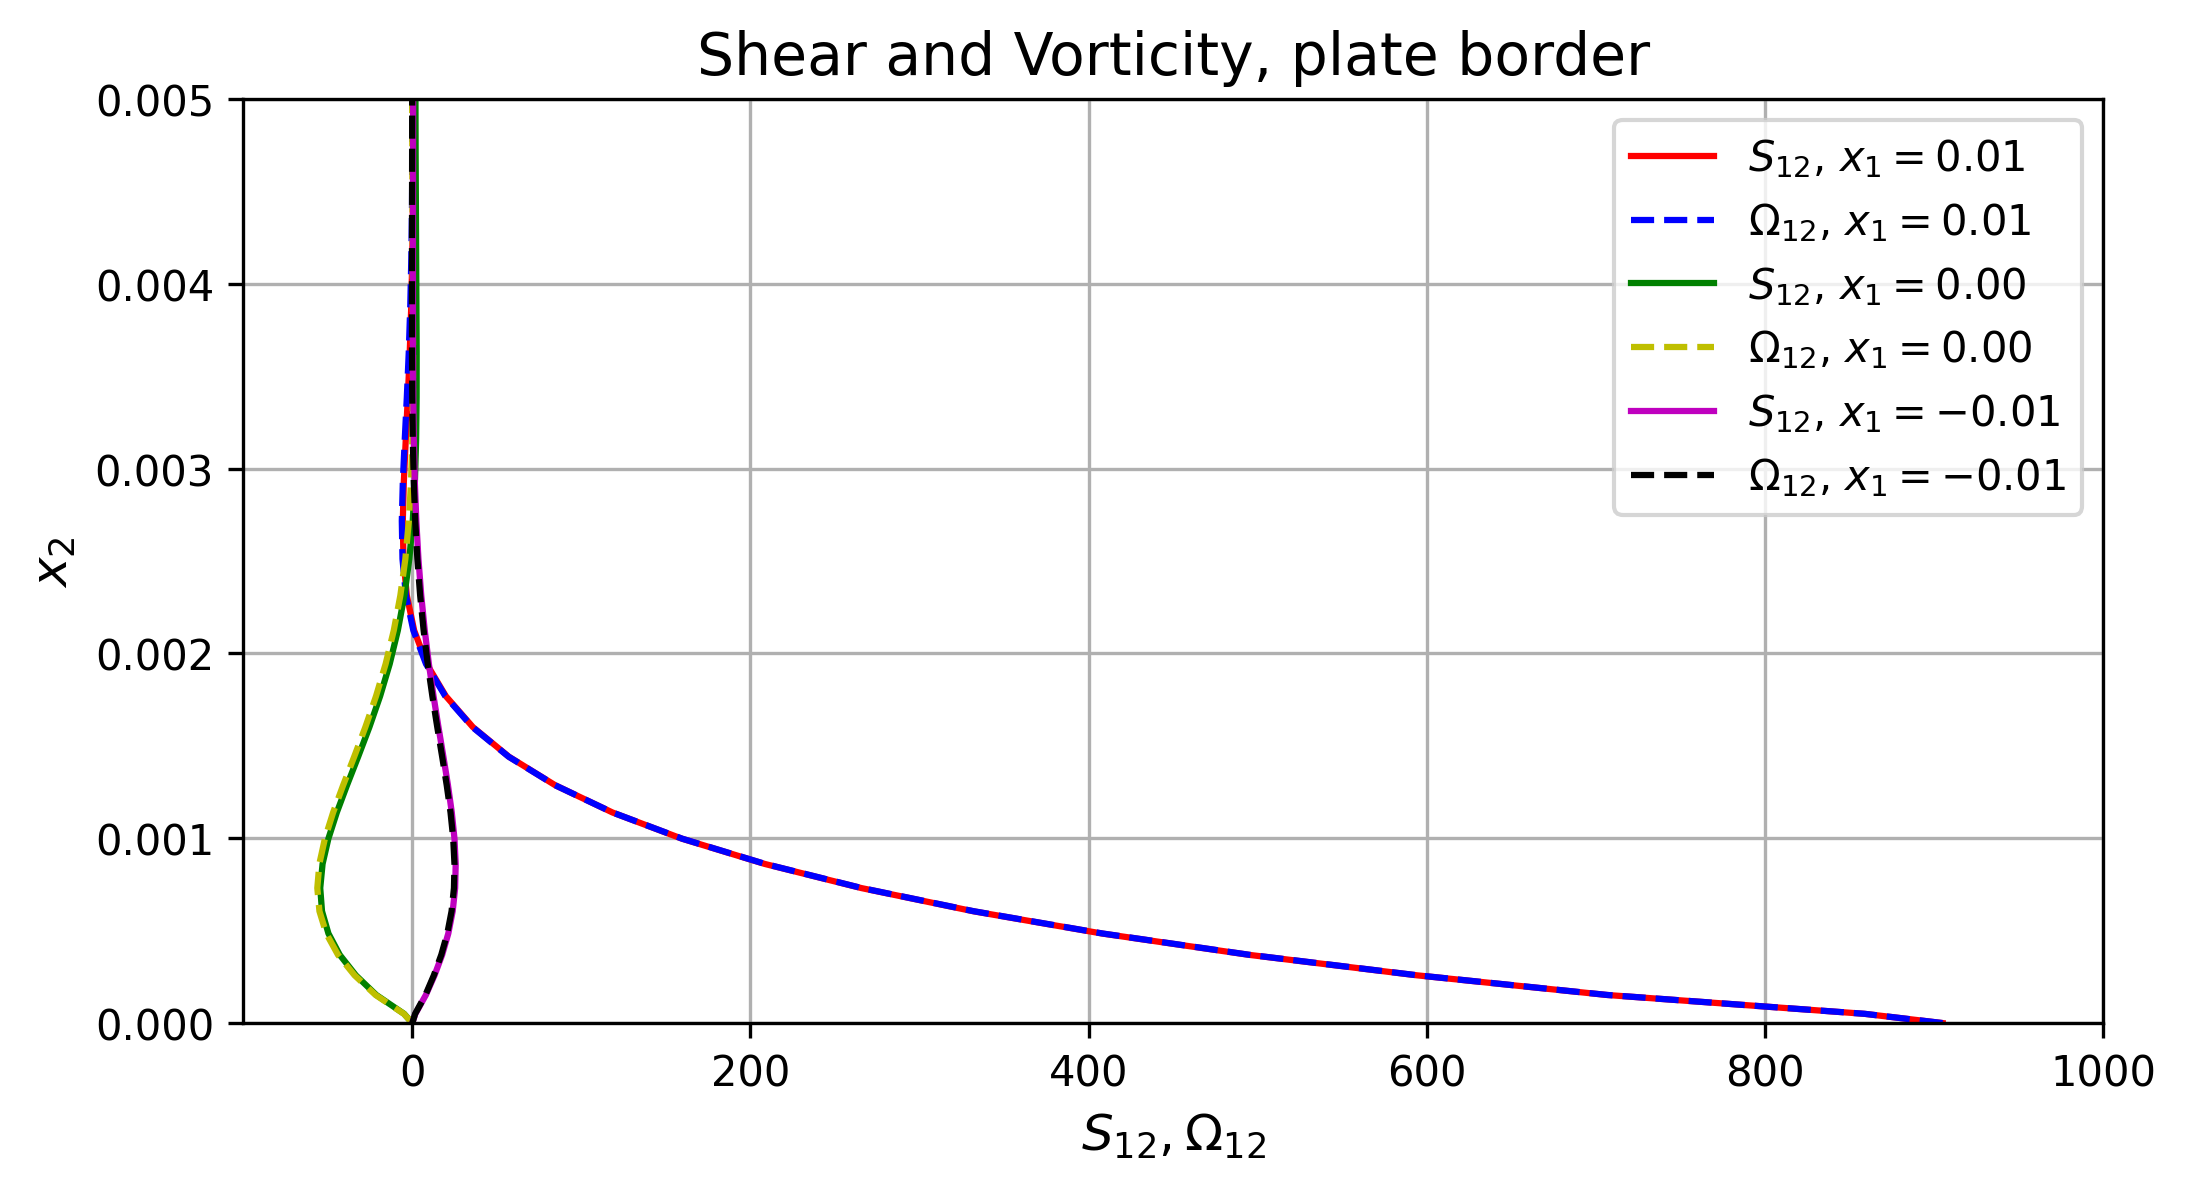 Shear and Vorticity, plate border
0.005
0.004
0.003
0.002
0.001
0.000
x₂
S₁₂, x₁ = 0.01
Ω₁₂, x₁ = 0.01
S₁₂, x₁ = 0.00
Ω₁₂, x₁ = 0.00
S₁₂, x₁ = −0.01
Ω₁₂, x₁ = −0.01
0 200 400 600 800 1000
S₁₂, Ω₁₂